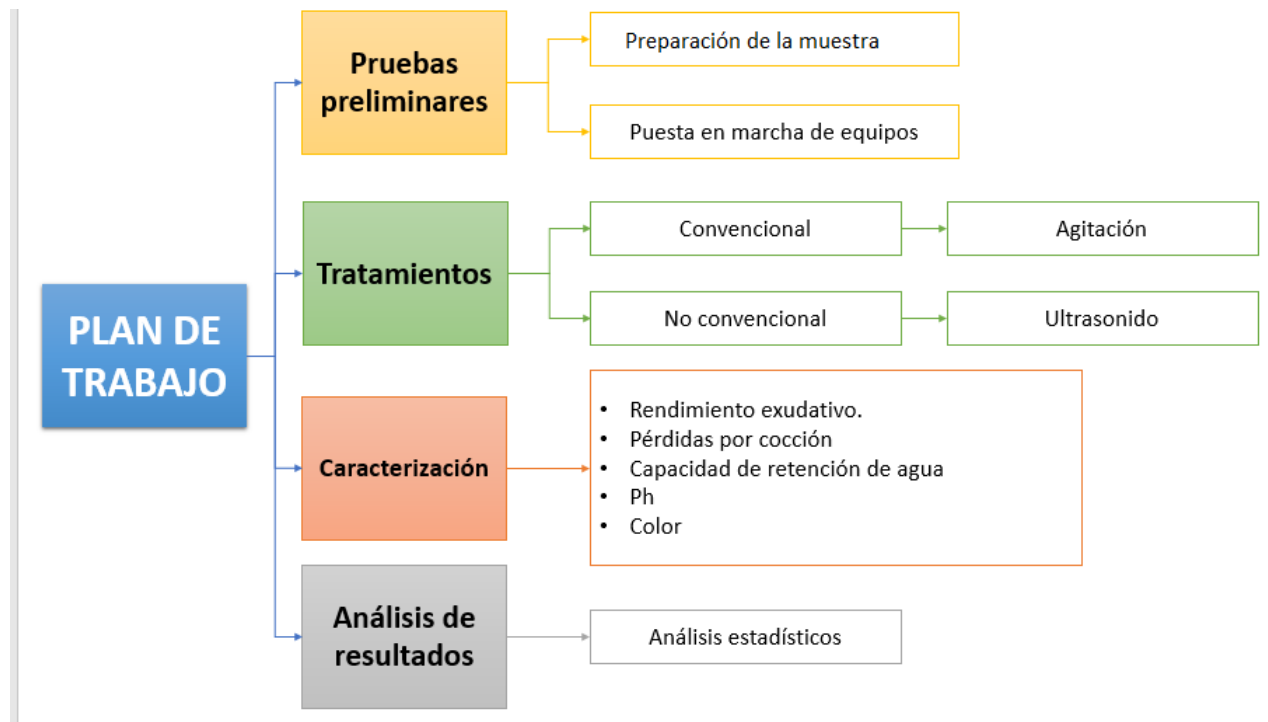 PLAN DE
TRABAJO
Pruebas
preliminares
Preparación de la muestra
Puesta en marcha de equipos
Tratamientos
Convencional
Agitación
No convencional
Ultrasonido
Caracterización
• Rendimiento exudativo.
• Pérdidas por cocción
• Capacidad de retención de agua
• Ph
• Color
Análisis de
resultados
Análisis estadísticos